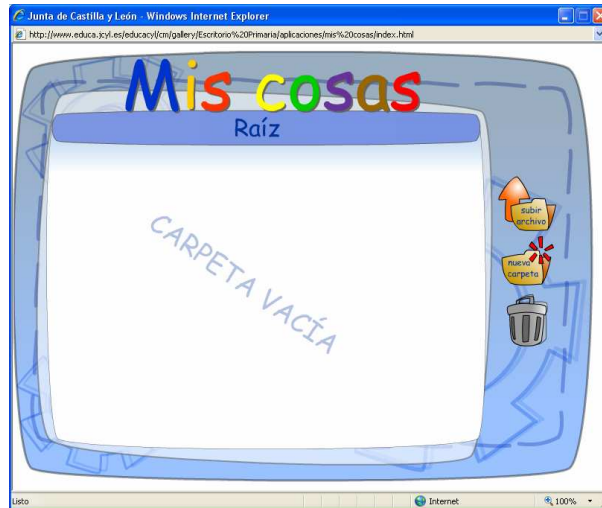 Junta de Castilla y León - Windows Internet Explorer
http://www.educa.jcyl.es/educacyl/cm/gallery/Escritorio%20Primaria/aplicaciones/mis%20cosas/index.html
Mis cosas
Raíz
CARPETA VACÍA
subir
archivo
nueva
carpeta
Listo
Internet
100%